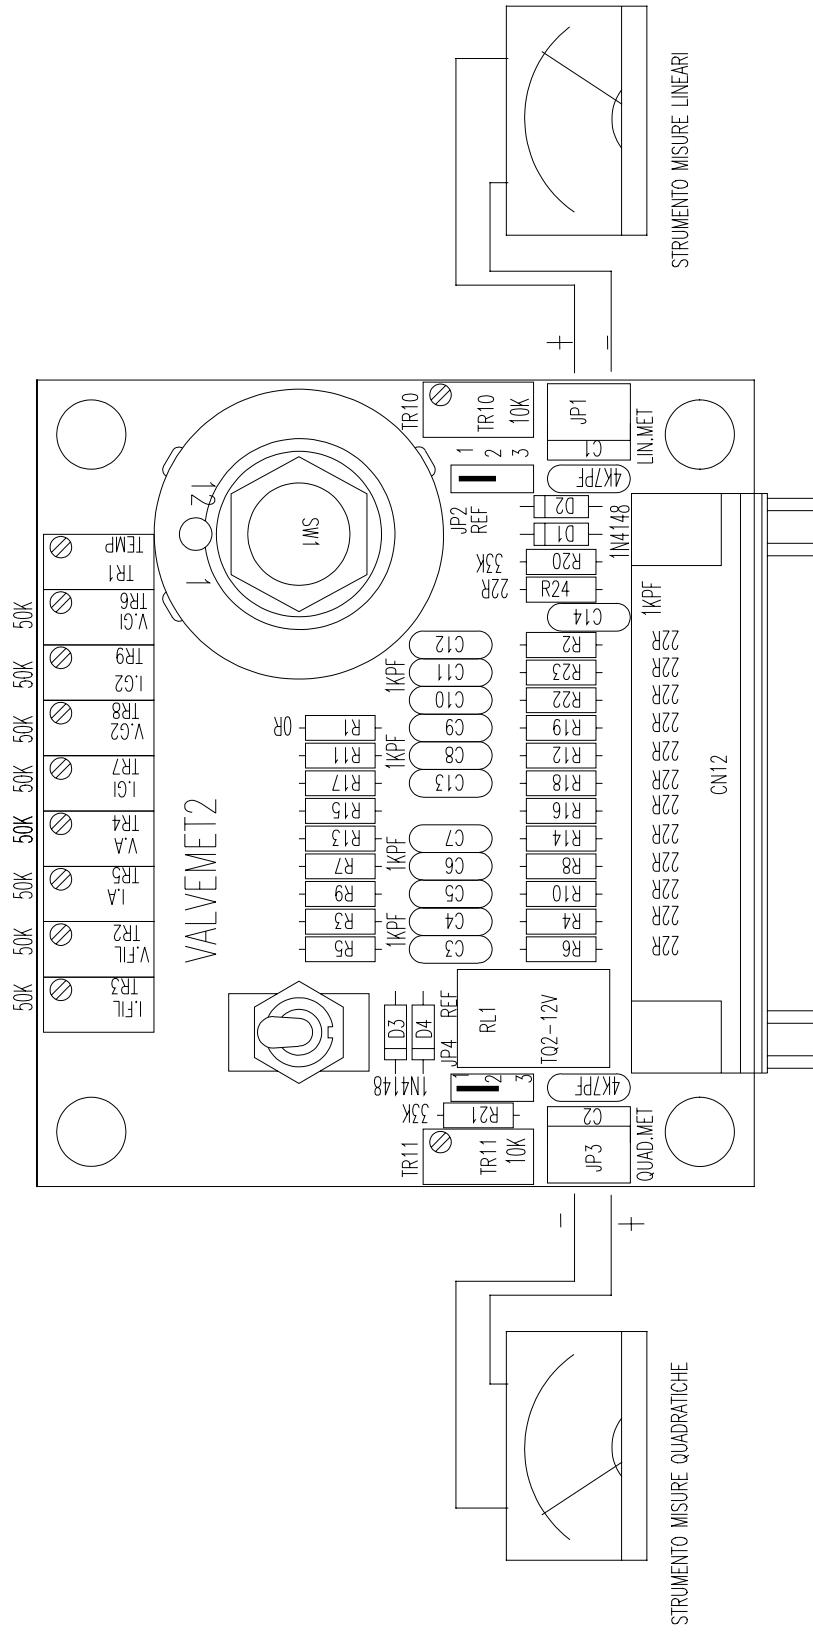 STRUMENTO MISURE LINEARI
+
-
TR10
TR10
10K
JP1
C1
LIN.MET
4K7PF
1
2
3
JP2
REF
D2
D1
1N4148
33K
R20
22R
R24
C14
1KPF
12
1
SW1
TEMP
TR1
50K
TR6
V.G1
50K
TR9
I.G2
50K
TR8
V.G2
50K
TR7
I.G1
50K
TR4
V.A
50K
TR5
I.A
50K
TR2
V.FIL
50K
TR3
I.FIL
VALVEMET2
0R
R1
R11
R17
R15
R13
R7
R9
R3
R5
1KPF
1KPF
1KPF
1KPF
C12
C11
C10
C9
C8
C13
C7
C6
C5
C4
C3
R2
R23
R22
R19
R12
R18
R16
R14
R8
R10
R4
R6
22R
22R
22R
22R
22R
22R
22R
22R
22R
22R
22R
22R
CN12
D3
D4
1N4148
JP4
REF
RL1
TQ2-12V
1
2
3
33K
R21
4K7PF
C2
TR11
TR11
10K
JP3
QUAD.MET
-
+
STRUMENTO MISURE QUADRATICHE